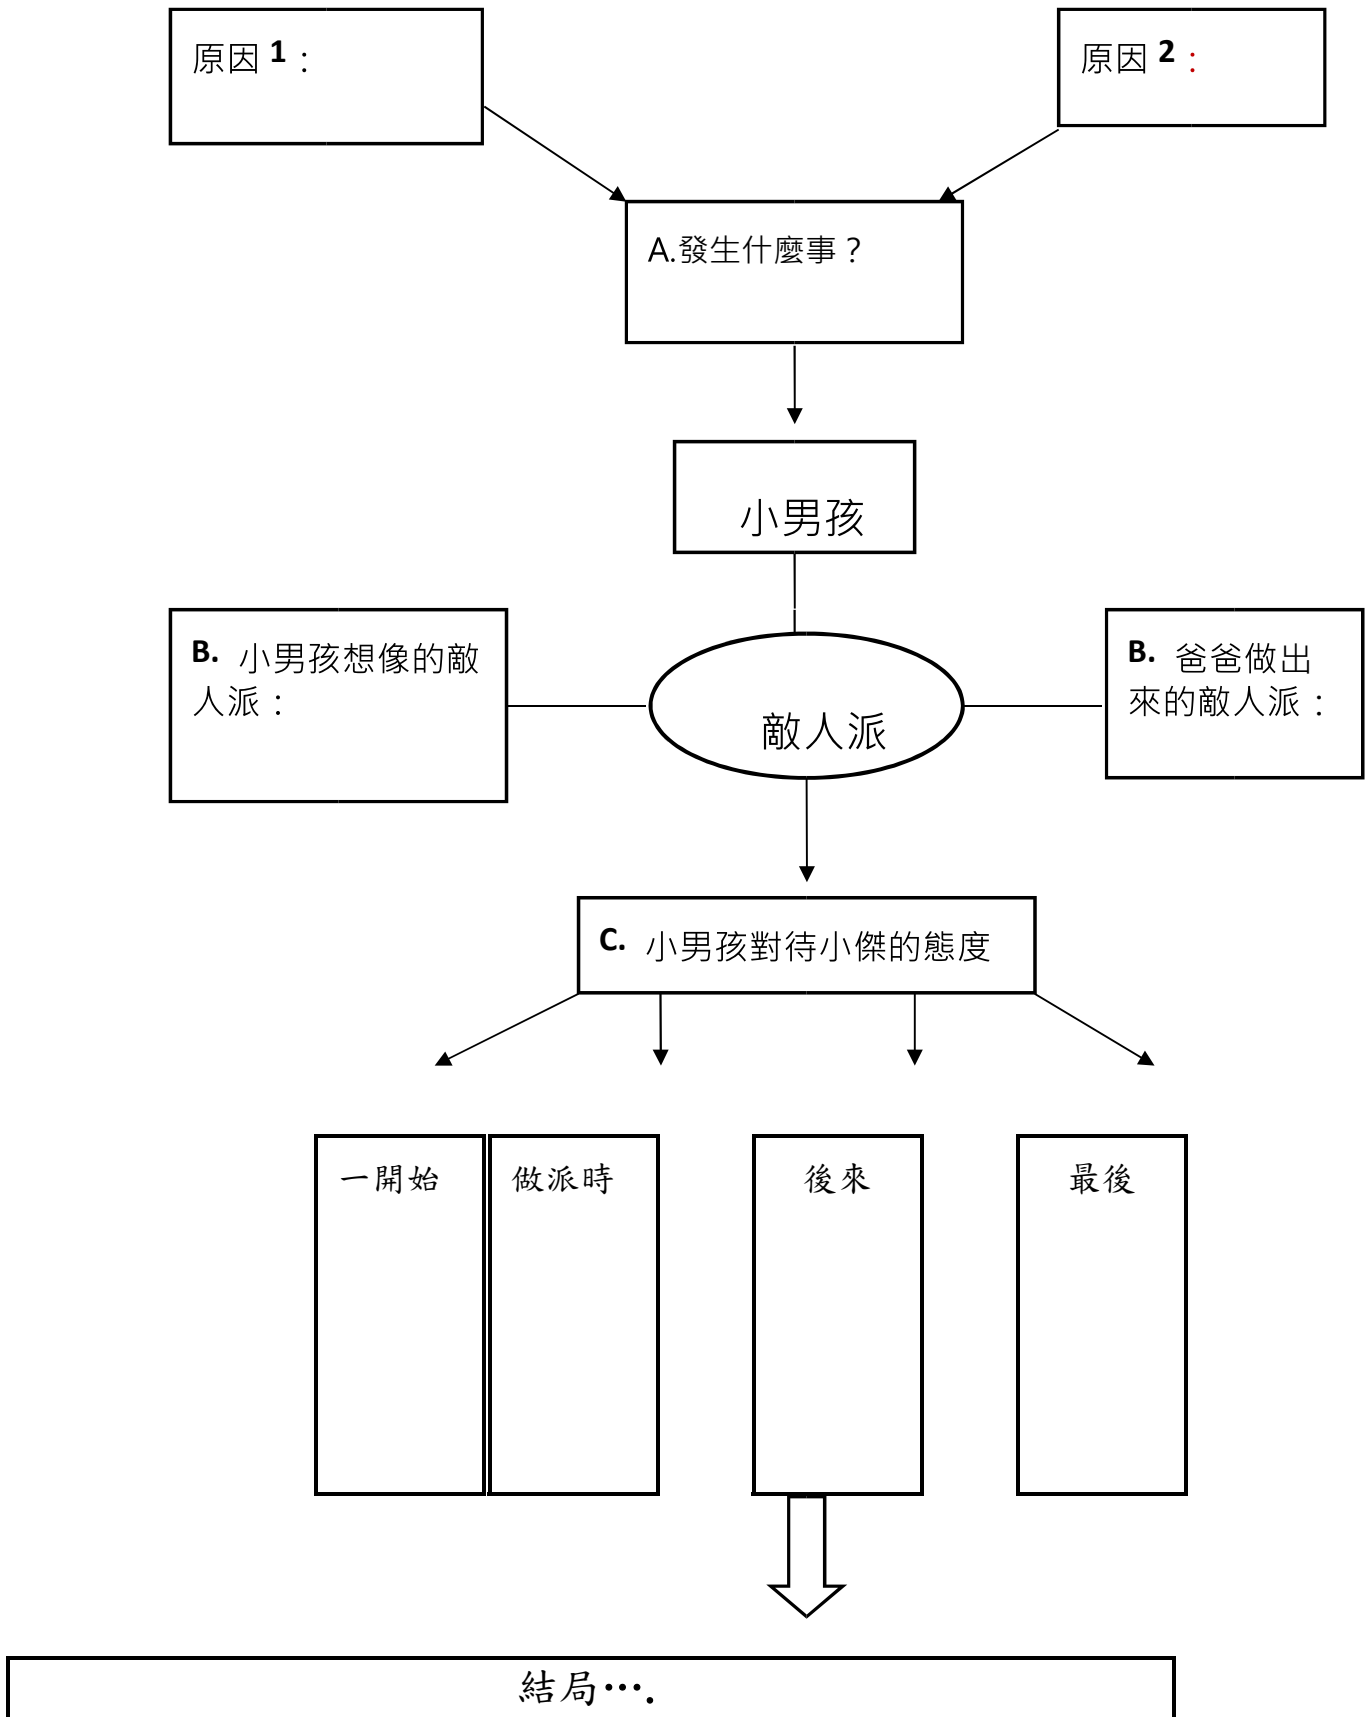 原因 1：
原因 2：
A.發生什麼事？
小男孩
B. 小男孩想像的敵
人派：
敵人派
B. 爸爸做出
來的敵人派：
C. 小男孩對待小傑的態度
一開始
做派時
後來
最後
結局….